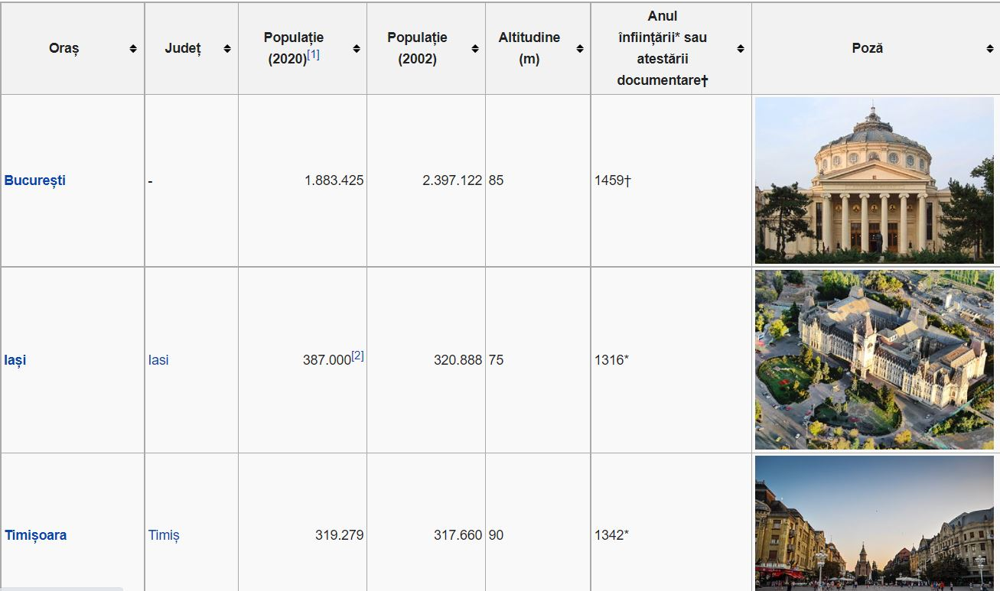 Oraș
Județ
Populație
(2020)[1]
Populație
(2002)
Altitudine
(m)
Anul
înființării* sau
atestării
documentare†
Poză
București
-
1.883.425
2.397.122
85
1459†
Iași
Iasi
387.000[2]
320.888
75
1316*
Timișoara
Timiș
319.279
317.660
90
1342*